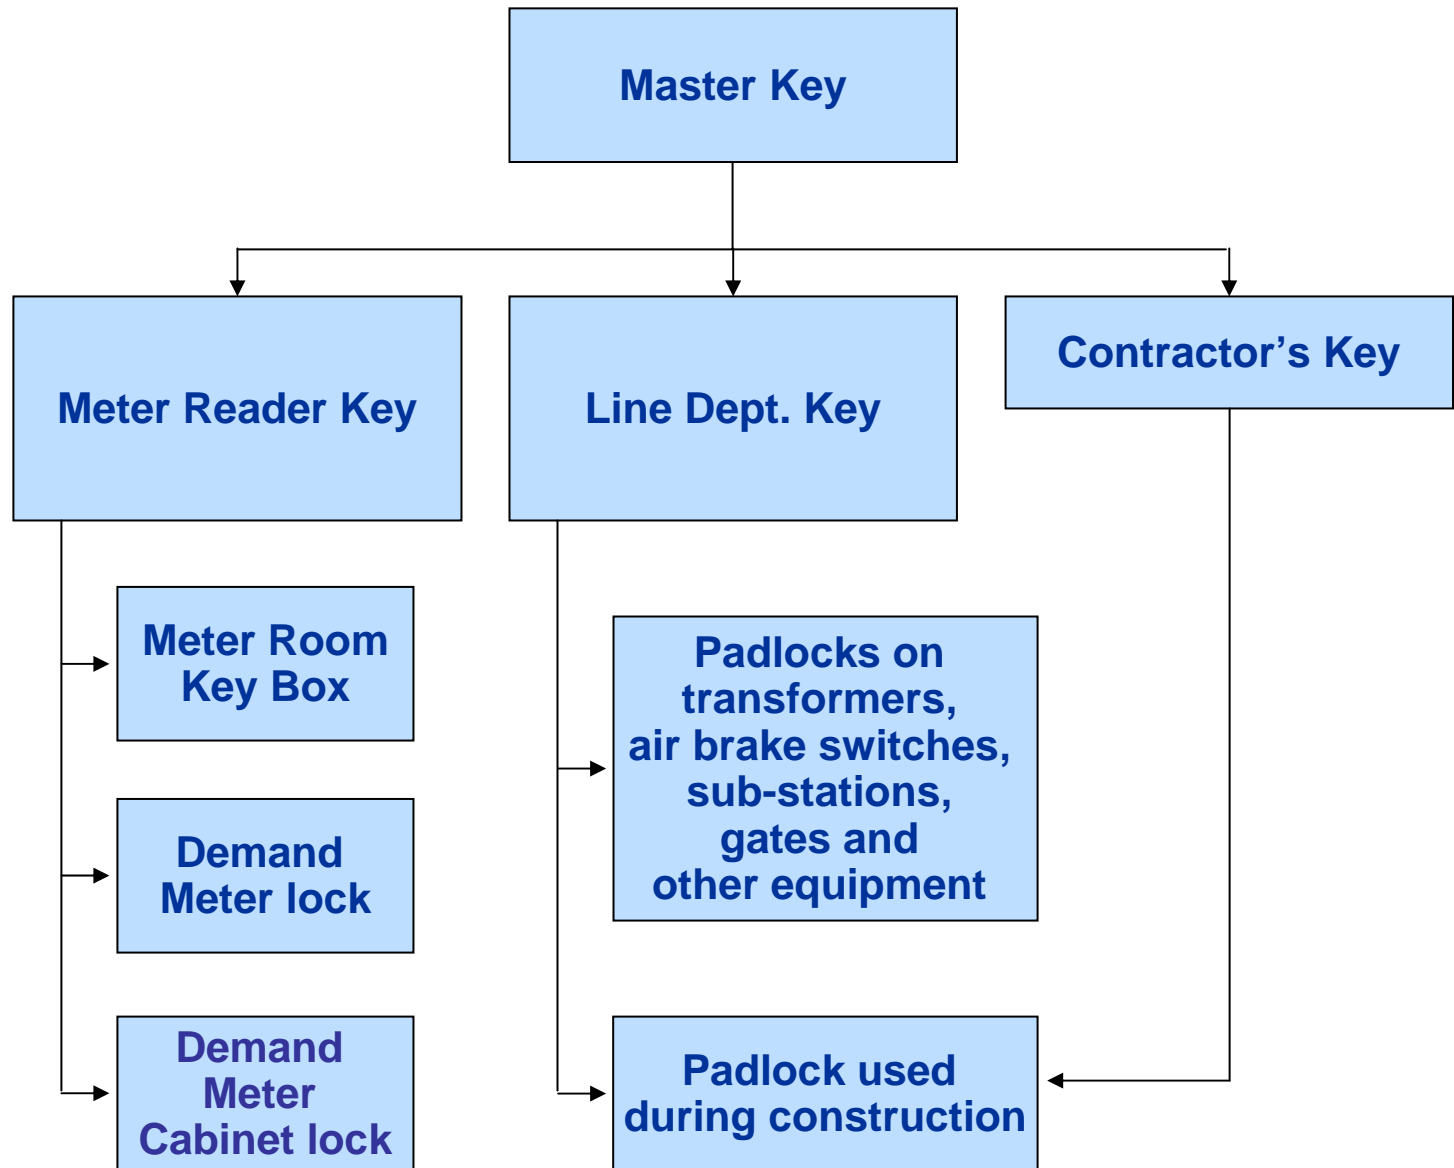 Master Key
Meter Reader Key
Line Dept. Key
Contractor’s Key
Meter Room
Key Box
Demand
Meter lock
Demand
Meter
Cabinet lock
Padlocks on
transformers,
air brake switches,
sub-stations,
gates and
other equipment
Padlock used
during construction